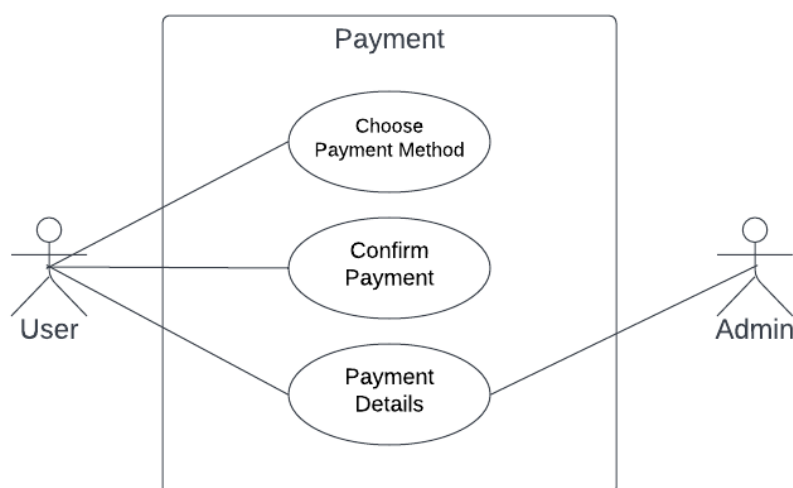 Payment
Choose
Payment Method
Confirm
Payment
User
Admin
Payment
Details